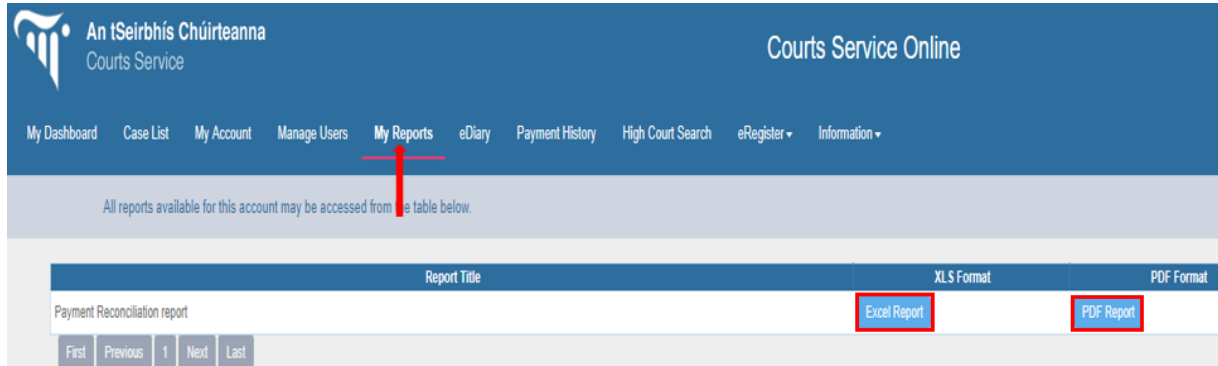 An tSeirbhís Chúirteanna
Courts Service
Courts Service Online
My Dashboard Case List My Account Manage Users My Reports eDiary Payment History High Court Search eRegister Information
All reports available for this account may be accessed from the table below.
Report Title XLS Format PDF Format
Payment Reconciliation report Excel Report PDF Report
First Previous 1 Next Last